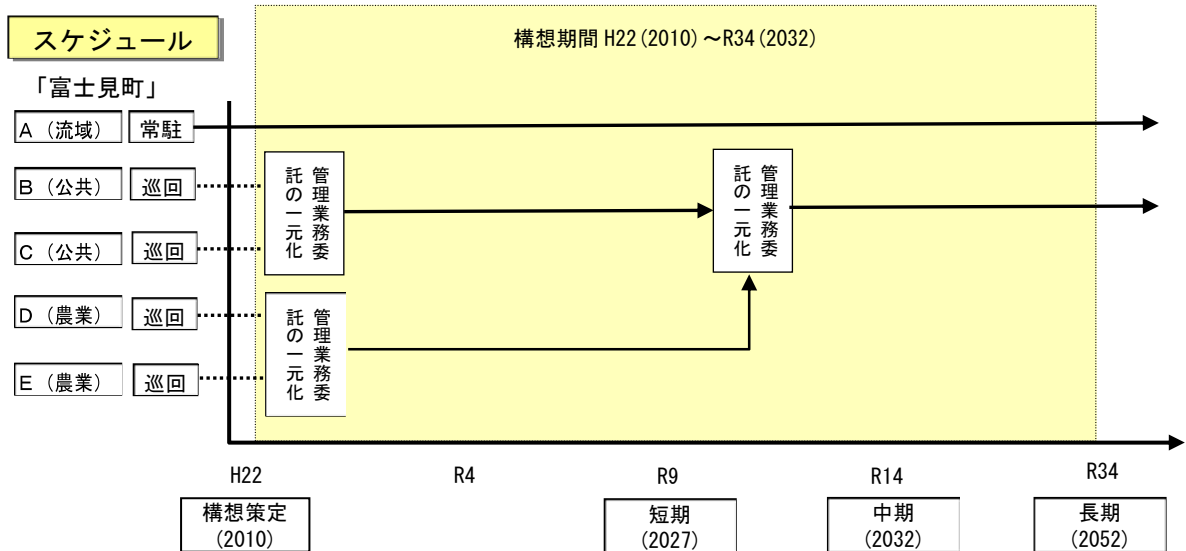 スケジュール
構想期間 H22(2010)～R34(2032)
「富士見町」
A（流域） 常駐
B（公共） 巡回
C（公共） 巡回
D（農業） 巡回
E（農業） 巡回
管理業務委
託の一元化
管理業務委
託の一元化
管理業務委
託の一元化
H22 R4 R9 R14 R34
構想策定
(2010)
短期
(2027)
中期
(2032)
長期
(2052)